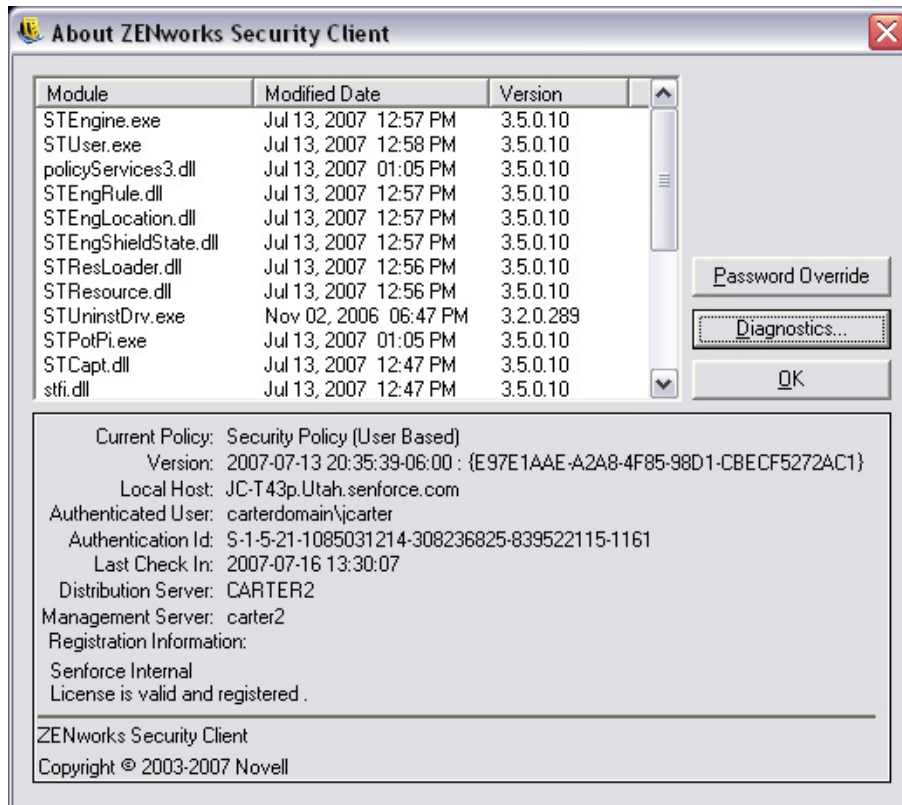 About ZENworks Security Client
Module Modified Date Version
STEngine.exe Jul 13, 2007 12:57 PM 3.5.0.10
STUser.exe Jul 13, 2007 12:58 PM 3.5.0.10
policyServices3.dll Jul 13, 2007 01:05 PM 3.5.0.10
STEngRule.dll Jul 13, 2007 12:57 PM 3.5.0.10
STEngLocation.dll Jul 13, 2007 12:57 PM 3.5.0.10
STEngShieldState.dll Jul 13, 2007 12:57 PM 3.5.0.10
STResLoader.dll Jul 13, 2007 12:56 PM 3.5.0.10
STResource.dll Jul 13, 2007 12:56 PM 3.5.0.10
STUninstDrv.exe Nov 02, 2006 06:47 PM 3.2.0.289
STPotPi.exe Jul 13, 2007 01:05 PM 3.5.0.10
STCapt.dll Jul 13, 2007 12:47 PM 3.5.0.10
stfi.dll Jul 13, 2007 12:47 PM 3.5.0.10
Password Override
Diagnostics...
OK
Current Policy: Security Policy (User Based)
Version: 2007-07-13 20:35:39-06:00 : {E97E1AAE-A2A8-4F85-98D1-CBECF5272AC1}
Local Host: JC-T43p.Utah.senforce.com
Authenticated User: carterdomain\jcarter
Authentication Id: S-1-5-21-1085031214-308236825-839522115-1161
Last Check In: 2007-07-16 13:30:07
Distribution Server: CARTER2
Management Server: carter2
Registration Information:
Senforce Internal
License is valid and registered .
ZENworks Security Client
Copyright © 2003-2007 Novell